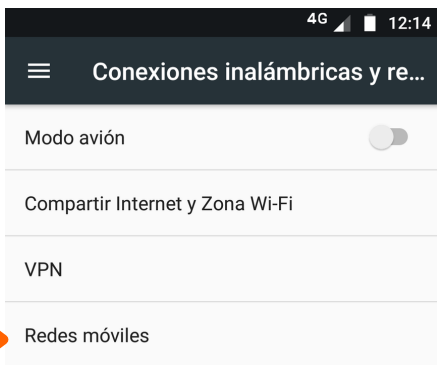 4G 12:14
Conexiones inalámbricas y re...
Modo avión
Compartir Internet y Zona Wi-Fi
VPN
Redes móviles